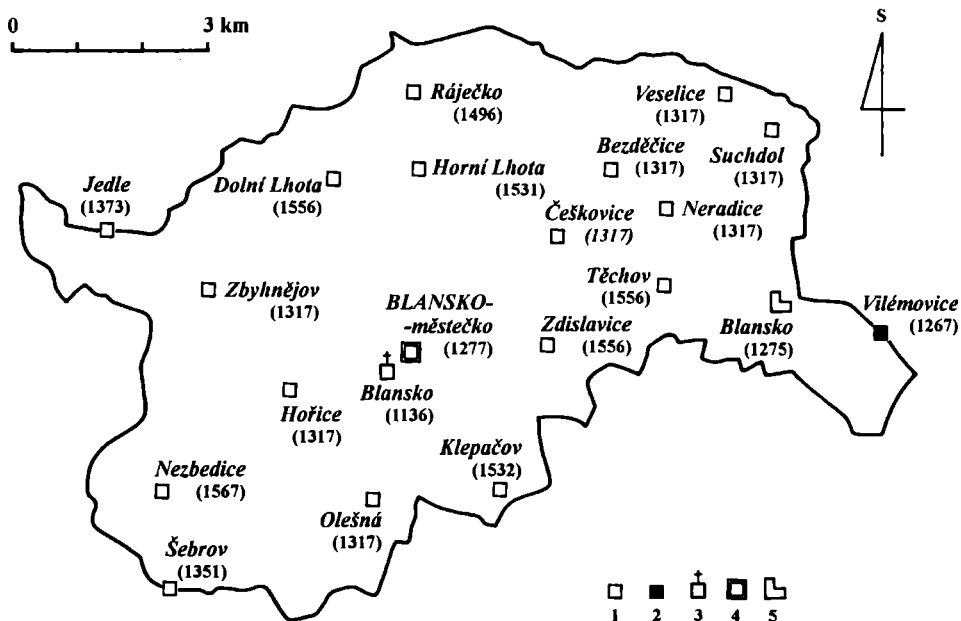 0 3 km
S
Ráječko
(1496)
Veselice
(1317)
Suchdol
(1317)
Bezděčice
(1317)
Horní Lhota
(1531)
Dolní Lhota
(1556)
Jedle
(1373)
Neradice
(1317)
Češkovice
(1317)
Těchov
(1556)
Zbyhnějov
(1317)
BLANSKO-
-městečko
(1277)
Zdislavice
(1556)
Blansko
(1275)
Vilémovice
(1267)
Blansko
(1136)
Hořice
(1317)
Klepačov
(1532)
Nezbedice
(1567)
Olešná
(1317)
Šebrov
(1351)
1 2 3 4 5